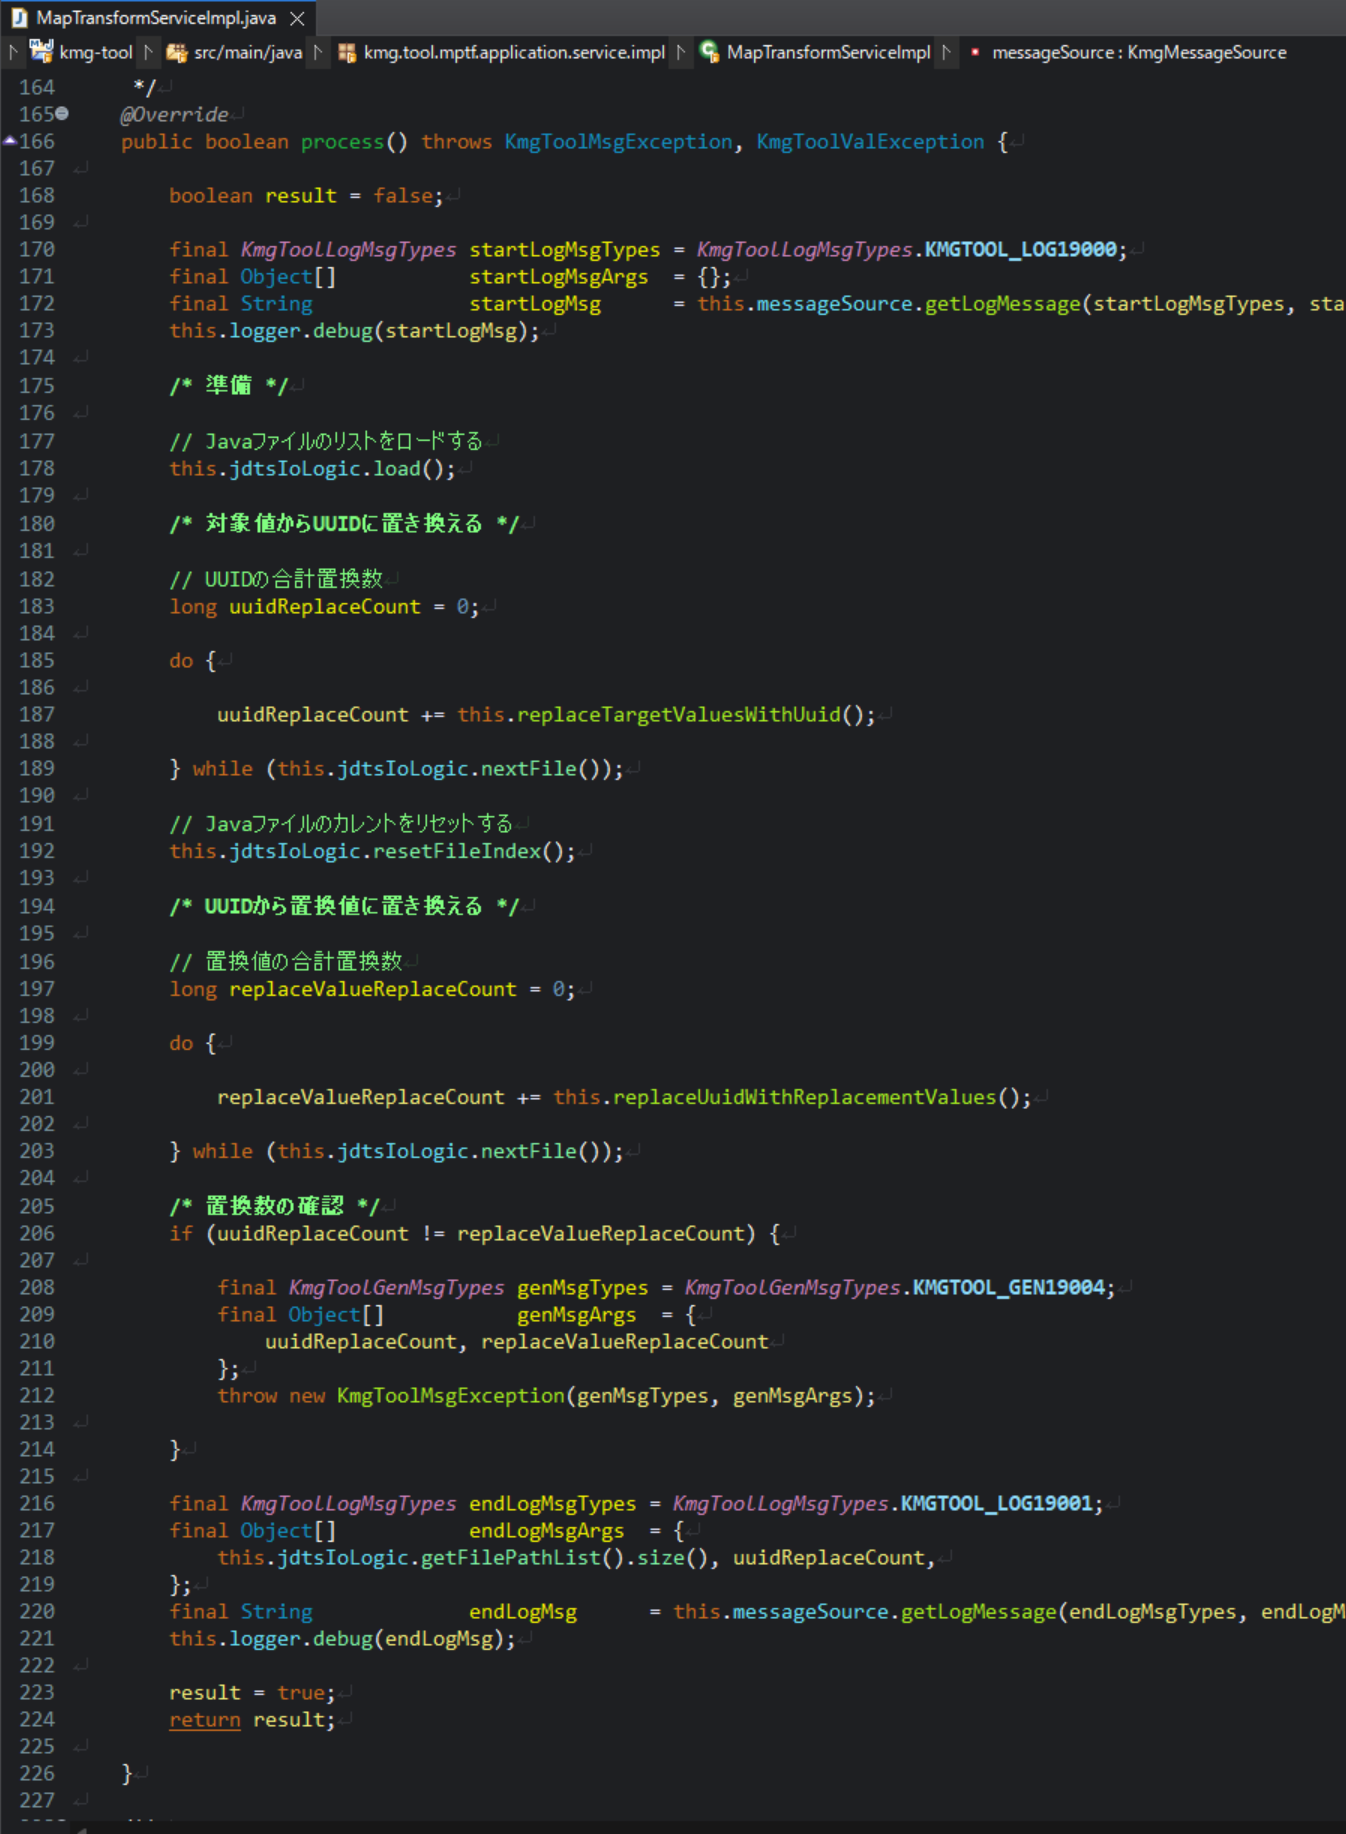 MapTransformServiceImpl.java
kmg-tool src/main/java kmg.tool.mptf.application.service.impl MapTransformServiceImpl messageSource : KmgMessageSource
164 */
165 @Override
166 public boolean process() throws KmgToolMsgException, KmgToolValException {
167
168 boolean result = false;
169
170 final KmgToolLogMsgTypes startLogMsgTypes = KmgToolLogMsgTypes.KMGTOOL_LOG19000;
171 final Object[] startLogMsgArgs = {};
172 final String startLogMsg = this.messageSource.getLogMessage(startLogMsgTypes, sta
173 this.logger.debug(startLogMsg);
174
175 /* 準備 */
176
177 // Javaファイルのリストをロードする
178 this.jdtsIoLogic.load();
179
180 /* 対象値からUUIDに置き換える */
181
182 // UUIDの合計置換数
183 long uuidReplaceCount = 0;
184
185 do {
186
187 uuidReplaceCount += this.replaceTargetValuesWithUuid();
188
189 } while (this.jdtsIoLogic.nextFile());
190
191 // Javaファイルのカレントをリセットする
192 this.jdtsIoLogic.resetFileIndex();
193
194 /* UUIDから置換値に置き換える */
195
196 // 置換値の合計置換数
197 long replaceValueReplaceCount = 0;
198
199 do {
200
201 replaceValueReplaceCount += this.replaceUuidWithReplacementValues();
202
203 } while (this.jdtsIoLogic.nextFile());
204
205 /* 置換数の確認 */
206 if (uuidReplaceCount != replaceValueReplaceCount) {
207
208 final KmgToolGenMsgTypes genMsgTypes = KmgToolGenMsgTypes.KMGTOOL_GEN19004;
209 final Object[] genMsgArgs = {
210 uuidReplaceCount, replaceValueReplaceCount
211 };
212 throw new KmgToolMsgException(genMsgTypes, genMsgArgs);
213
214 }
215
216 final KmgToolLogMsgTypes endLogMsgTypes = KmgToolLogMsgTypes.KMGTOOL_LOG19001;
217 final Object[] endLogMsgArgs = {
218 this.jdtsIoLogic.getFilePathList().size(), uuidReplaceCount,
219 };
220 final String endLogMsg = this.messageSource.getLogMessage(endLogMsgTypes, endLogM
221 this.logger.debug(endLogMsg);
222
223 result = true;
224 return result;
225
226 }
227